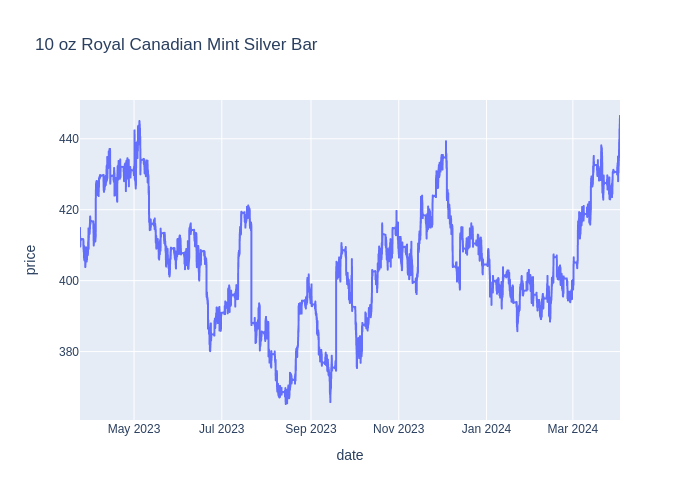 10 oz Royal Canadian Mint Silver Bar
440
420
400
380
price
May 2023
Jul 2023
Sep 2023
Nov 2023
Jan 2024
Mar 2024
date